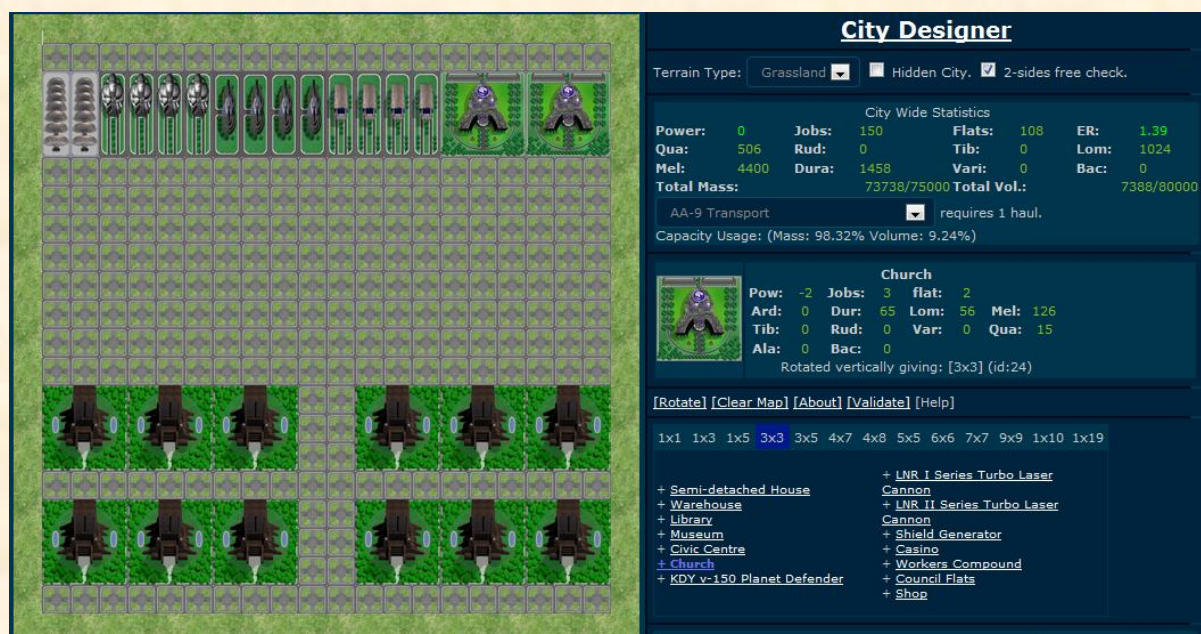 City Designer
Terrain Type: Grassland Hidden City. 2-sides free check.
City Wide Statistics
Power: 0 Jobs: 150 Flats: 108 ER: 1.39
Qua: 506 Rud: 0 Tib: 0 Lom: 1024
Mel: 4400 Dura: 1458 Vari: 0 Bac: 0
Total Mass: 73738/75000 Total Vol.: 7388/80000
AA-9 Transport requires 1 haul.
Capacity Usage: (Mass: 98.32% Volume: 9.24%)
Church
Pow: -2 Jobs: 3 flat: 2
Ard: 0 Dur: 65 Lom: 56 Mel: 126
Tib: 0 Rud: 0 Var: 0 Qua: 15
Ala: 0 Bac: 0
Rotated vertically giving: [3x3] (id:24)
[Rotate] [Clear Map] [About] [Validate] [Help]
1x1 1x3 1x5 3x3 3x5 4x7 4x8 5x5 6x6 7x7 9x9 1x10 1x19
+ Semi-detached House
+ Warehouse
+ Library
+ Museum
+ Civic Centre
+ Church
+ KDY v-150 Planet Defender
+ LNR I Series Turbo Laser
Cannon
+ LNR II Series Turbo Laser
Cannon
+ Shield Generator
+ Casino
+ Workers Compound
+ Council Flats
+ Shop